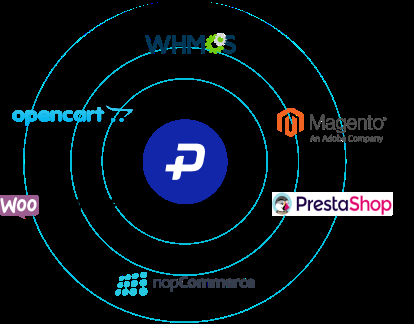 WHMCS
opencart
Magento®
An Adobe Company
P
WOO
PrestaShop
nopCommerce